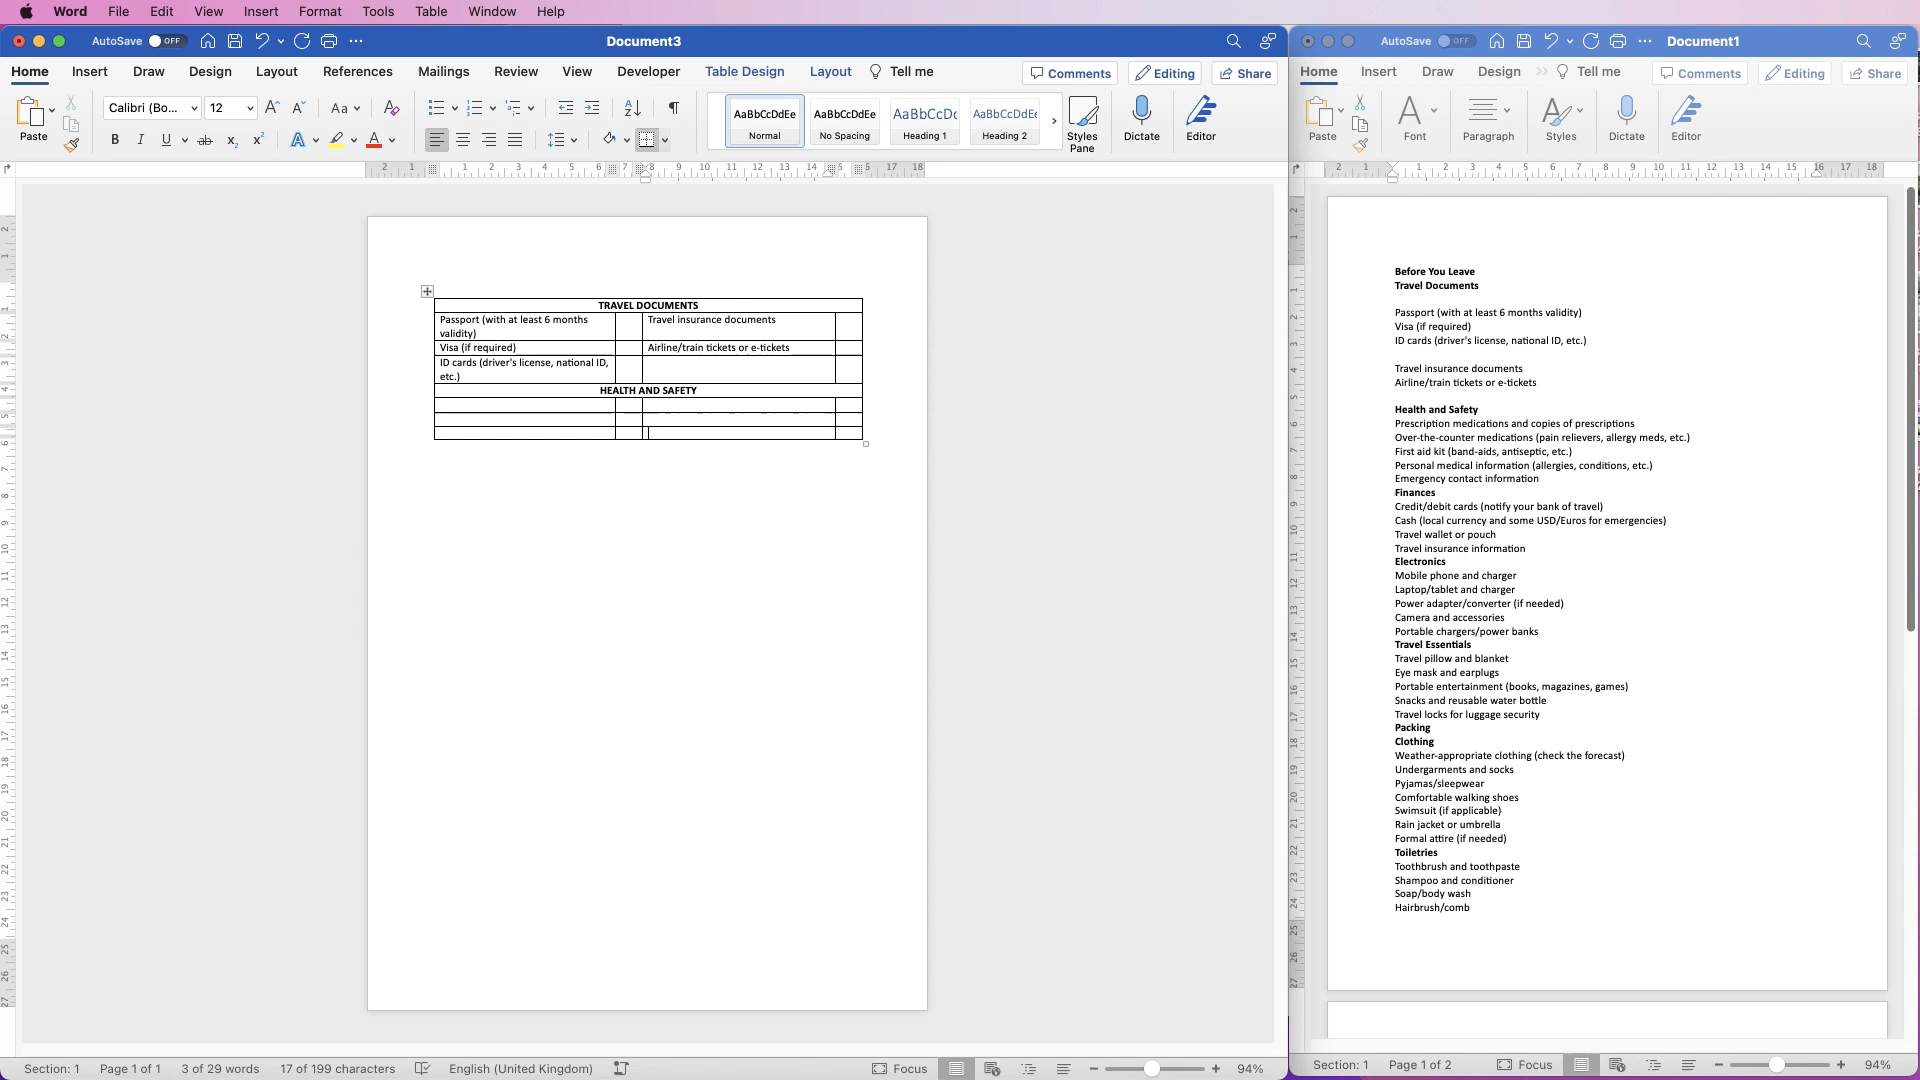 Word File Edit View Insert Format Tools Table Window Help
AutoSave OFF Document3
Home Insert Draw Design Layout References Mailings Review View Developer Table Design Layout Tell me Comments Editing Share
Paste Calibri (Bo... 12 Aa
AaBbCcDdEe AaBbCcDdEe AaBbCcDc AaBbCcDdEe
Normal No Spacing Heading 1 Heading 2 Styles Pane Dictate Editor
TRAVEL DOCUMENTS
Passport (with at least 6 months validity)
Travel insurance documents
Visa (if required)
Airline/train tickets or e-tickets
ID cards (driver's license, national ID, etc.)
HEALTH AND SAFETY
Section: 1 Page 1 of 1 3 of 29 words 17 of 199 characters English (United Kingdom) Focus 94%
AutoSave OFF Document1
Home Insert Draw Design Tell me Comments Editing Share
Paste Font Paragraph Styles Dictate Editor
Before You Leave
Travel Documents
Passport (with at least 6 months validity)
Visa (if required)
ID cards (driver's license, national ID, etc.)
Travel insurance documents
Airline/train tickets or e-tickets
Health and Safety
Prescription medications and copies of prescriptions
Over-the-counter medications (pain relievers, allergy meds, etc.)
First aid kit (band-aids, antiseptic, etc.)
Personal medical information (allergies, conditions, etc.)
Emergency contact information
Finances
Credit/debit cards (notify your bank of travel)
Cash (local currency and some USD/Euros for emergencies)
Travel wallet or pouch
Travel insurance information
Electronics
Mobile phone and charger
Laptop/tablet and charger
Power adapter/converter (if needed)
Camera and accessories
Portable chargers/power banks
Travel Essentials
Travel pillow and blanket
Eye mask and earplugs
Portable entertainment (books, magazines, games)
Snacks and reusable water bottle
Travel locks for luggage security
Packing
Clothing
Weather-appropriate clothing (check the forecast)
Undergarments and socks
Pyjamas/sleepwear
Comfortable walking shoes
Swimsuit (if applicable)
Rain jacket or umbrella
Formal attire (if needed)
Toiletries
Toothbrush and toothpaste
Shampoo and conditioner
Soap/body wash
Hairbrush/comb
Section: 1 Page 1 of 2 Focus 94%